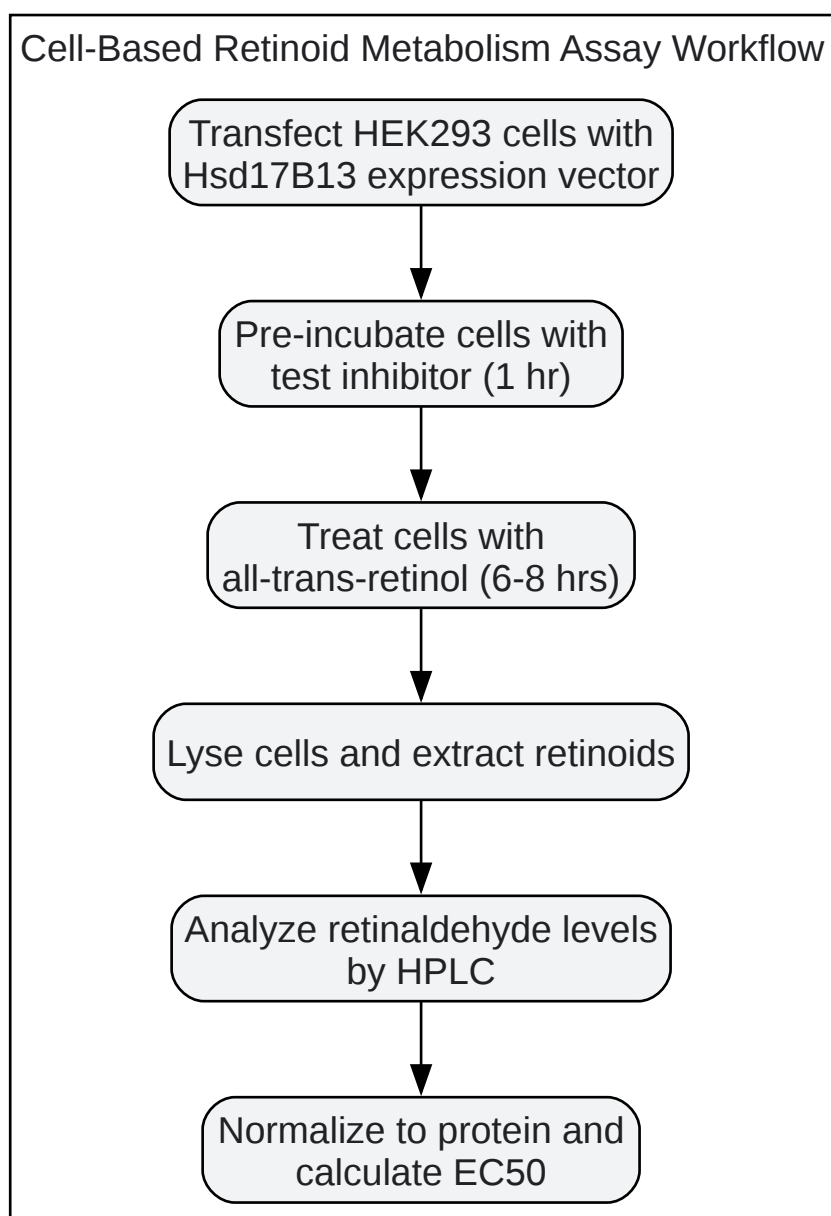 Cell-Based Retinoid Metabolism Assay Workflow
Transfect HEK293 cells with
Hsd17B13 expression vector
Pre-incubate cells with
test inhibitor (1 hr)
Treat cells with
all-trans-retinol (6-8 hrs)
Lyse cells and extract retinoids
Analyze retinaldehyde levels
by HPLC
Normalize to protein and
calculate EC50